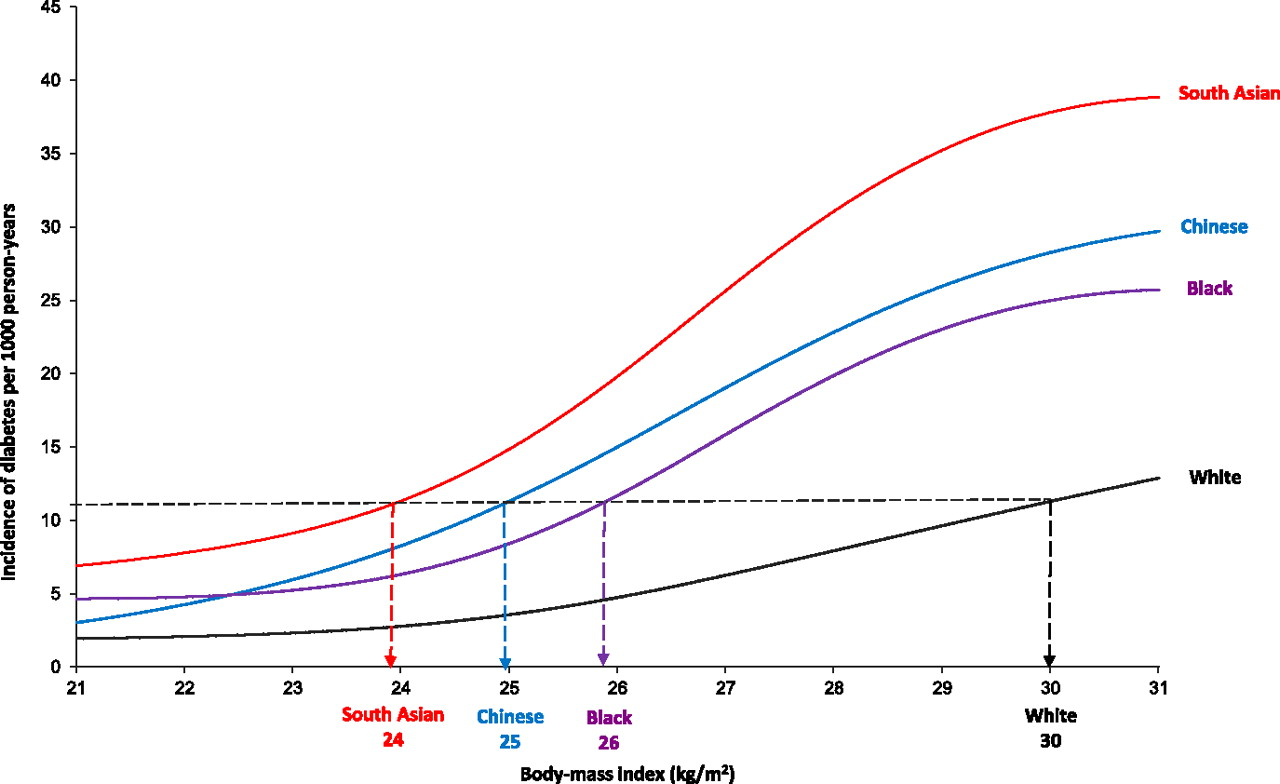 45
40
35
30
25
20
15
10
5
0
Incidence of diabetes per 1000 person-years
South Asian
Chinese
Black
White
21 22 23 24 25 26 27 28 29 30 31
South Asian Chinese Black White
24 25 26 30
Body-mass index (kg/m²)